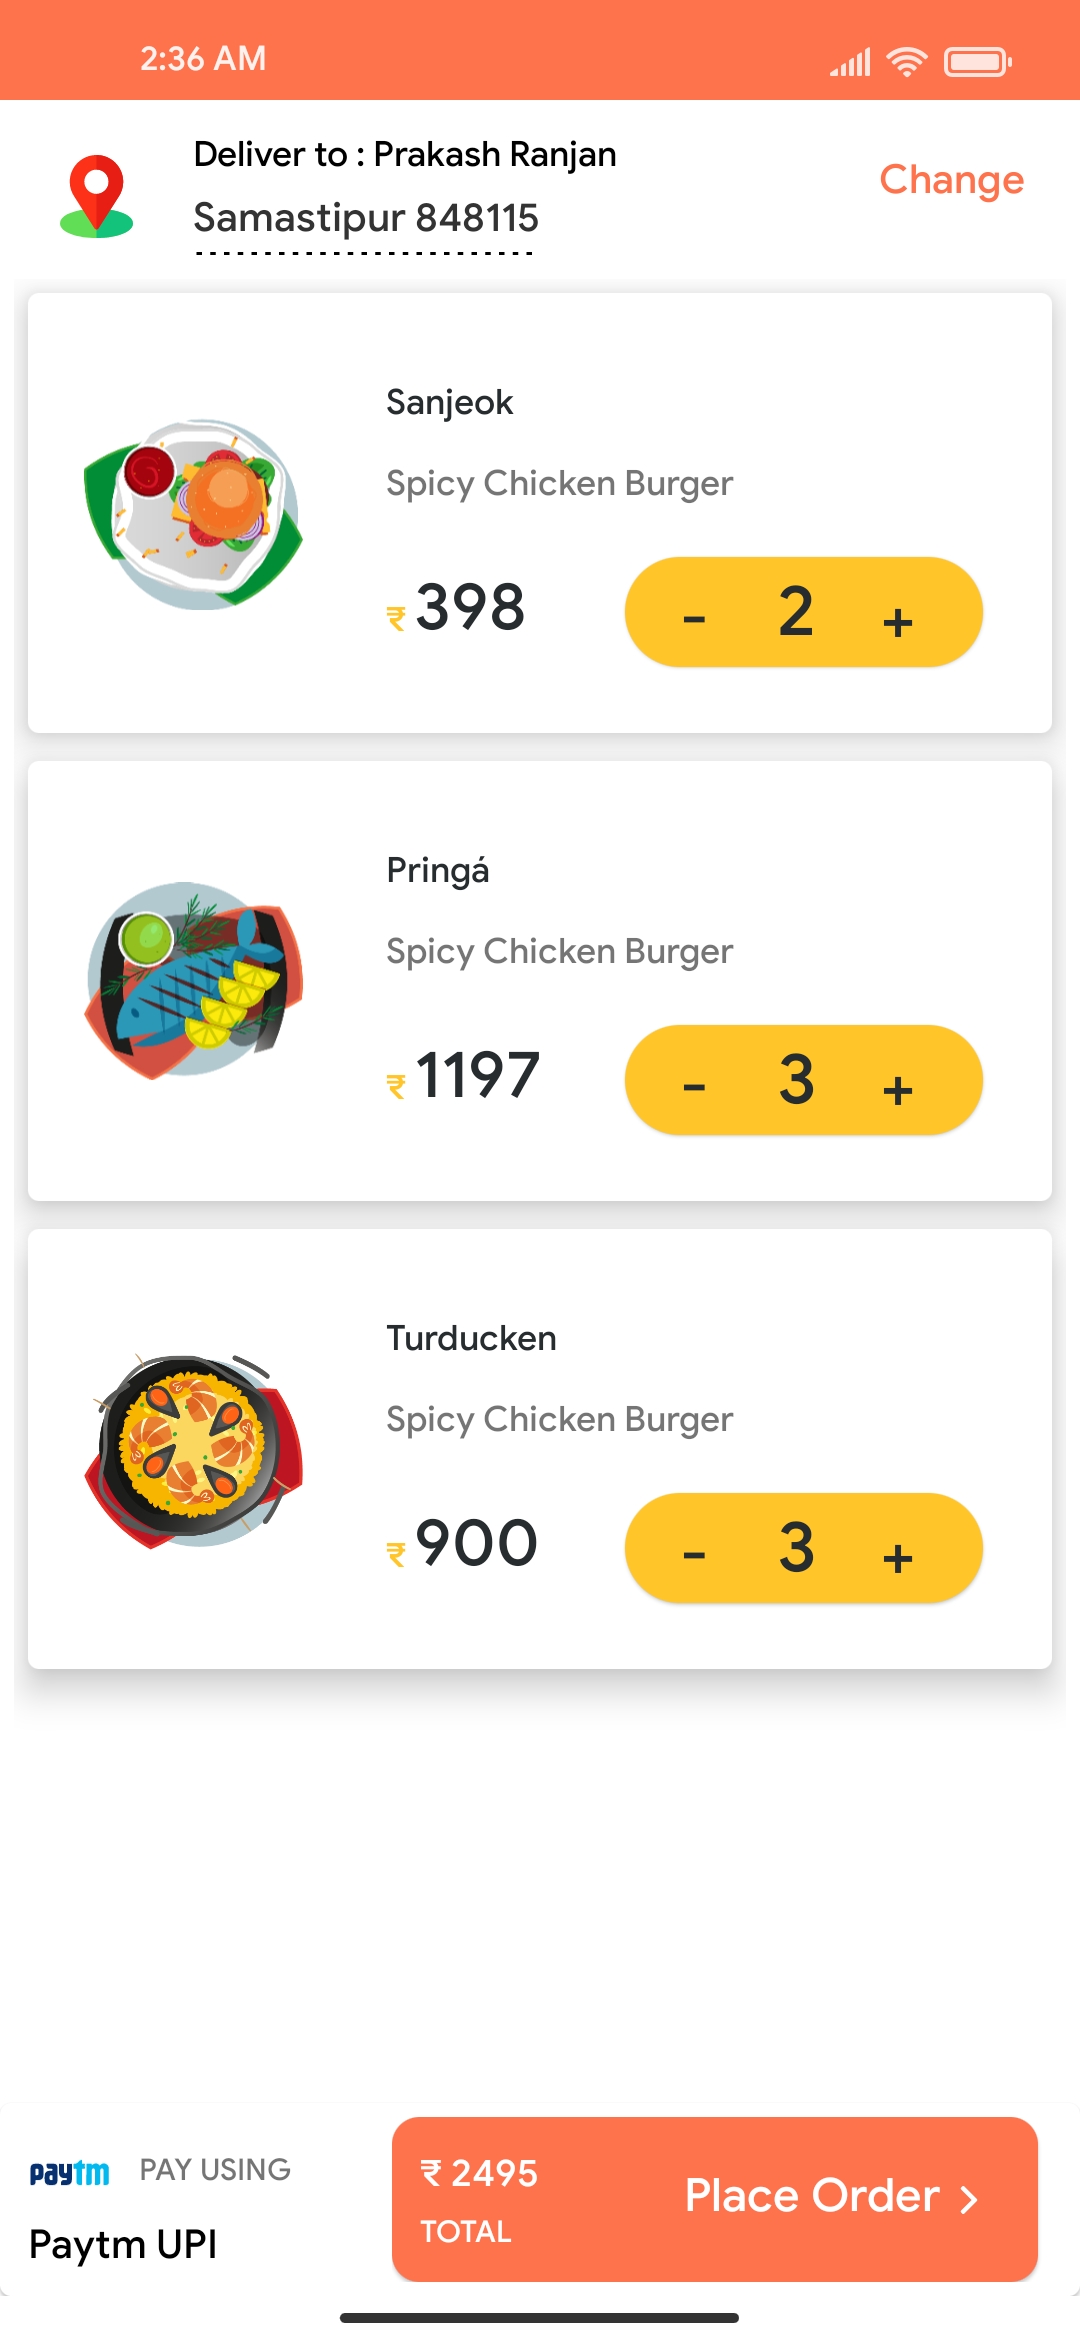 2:36 AM
Deliver to : Prakash Ranjan
Change
Samastipur 848115
Sanjeok
Spicy Chicken Burger
₹ 398
- 2 +
Pringá
Spicy Chicken Burger
₹ 1197
- 3 +
Turducken
Spicy Chicken Burger
₹ 900
- 3 +
paytm PAY USING
Paytm UPI
₹ 2495
TOTAL
Place Order >